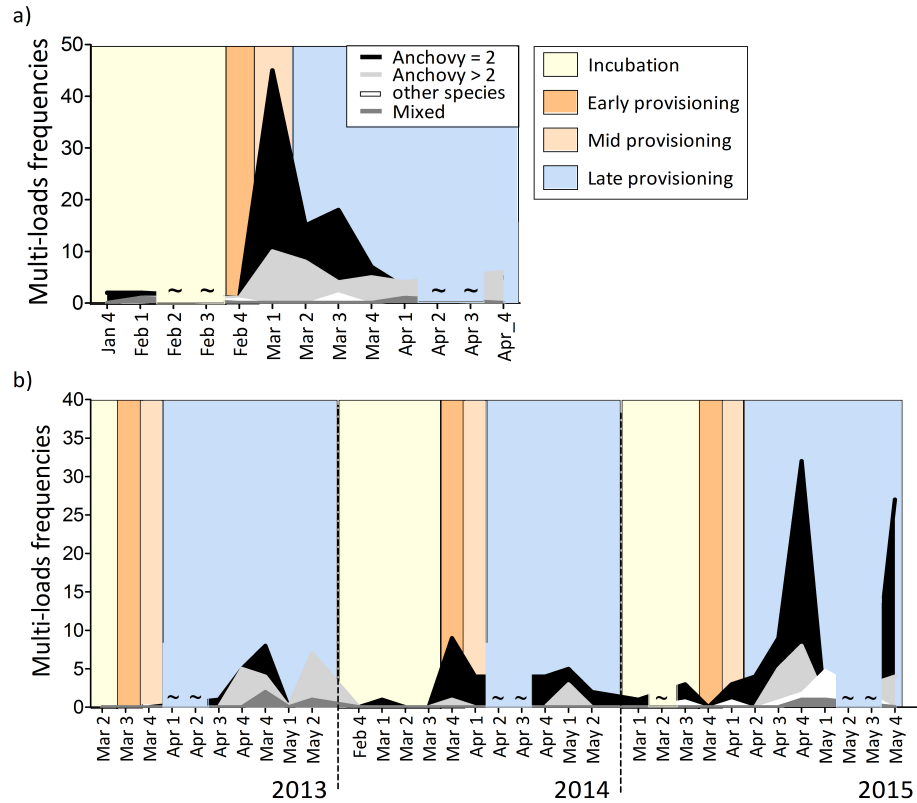 a)
Multi-loads frequencies
50
40
30
20
10
0
Anchovy = 2
Anchovy > 2
other species
Mixed
Incubation
Early provisioning
Mid provisioning
Late provisioning
~ ~ ~ ~
Jan 4 Feb 1 Feb 2 Feb 3 Feb 4 Mar 1 Mar 2 Mar 3 Mar 4 Apr 1 Apr 2 Apr 3 Apr_4
b)
Multi-loads frequencies
40
35
30
25
20
15
10
5
0
~ ~ ~ ~ ~ ~ ~
Mar 2 Mar 3 Mar 4 Apr 1 Apr 2 Apr 3 Apr 4 Mar 4 May 1 May 2 Feb 4 Mar 1 Mar 2 Mar 3 Mar 4 Apr 1 Apr 2 Apr 3 Apr 4 May 1 May 2 Mar 1 Mar 2 Mar 3 Mar 4 Apr 1 Apr 2 Apr 3 Apr 4 May 1 May 2 May 3 May 4
2013 2014 2015